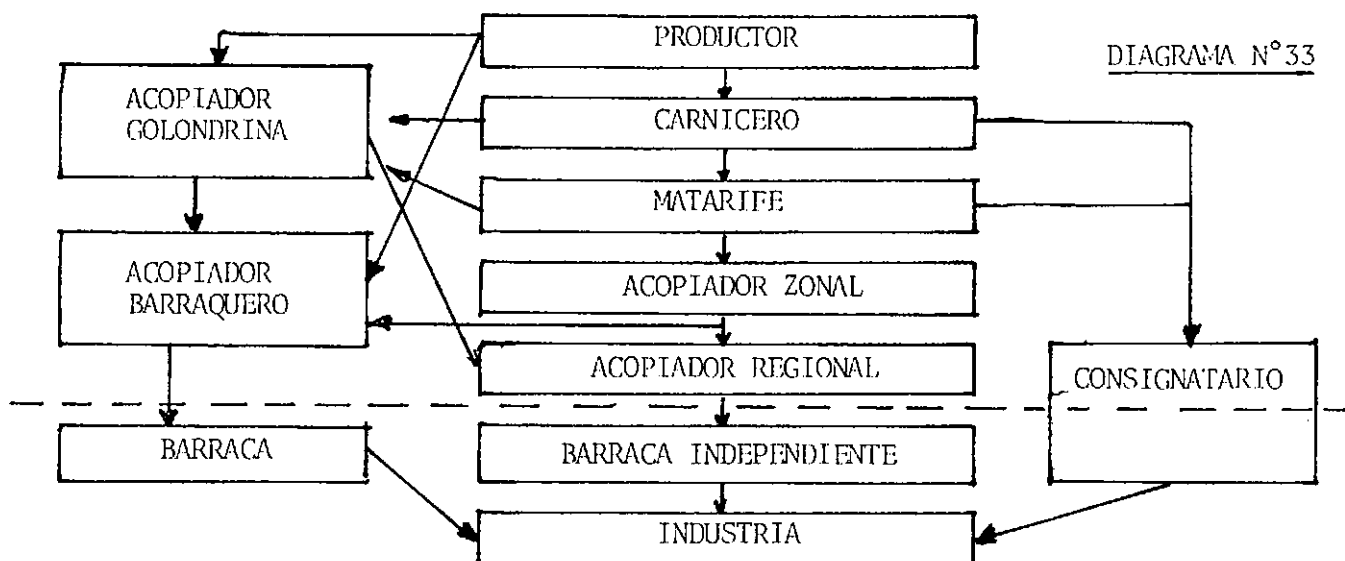 PRODUCTOR
DIAGRAMA N°33
ACOPIADOR
GOLONDRINA
CARNICERO
MATARIFE
ACOPIADOR
BARRAQUERO
ACOPIADOR ZONAL
ACOPIADOR REGIONAL
CONSIGNATARIO
BARRACA
BARRACA INDEPENDIENTE
INDUSTRIA